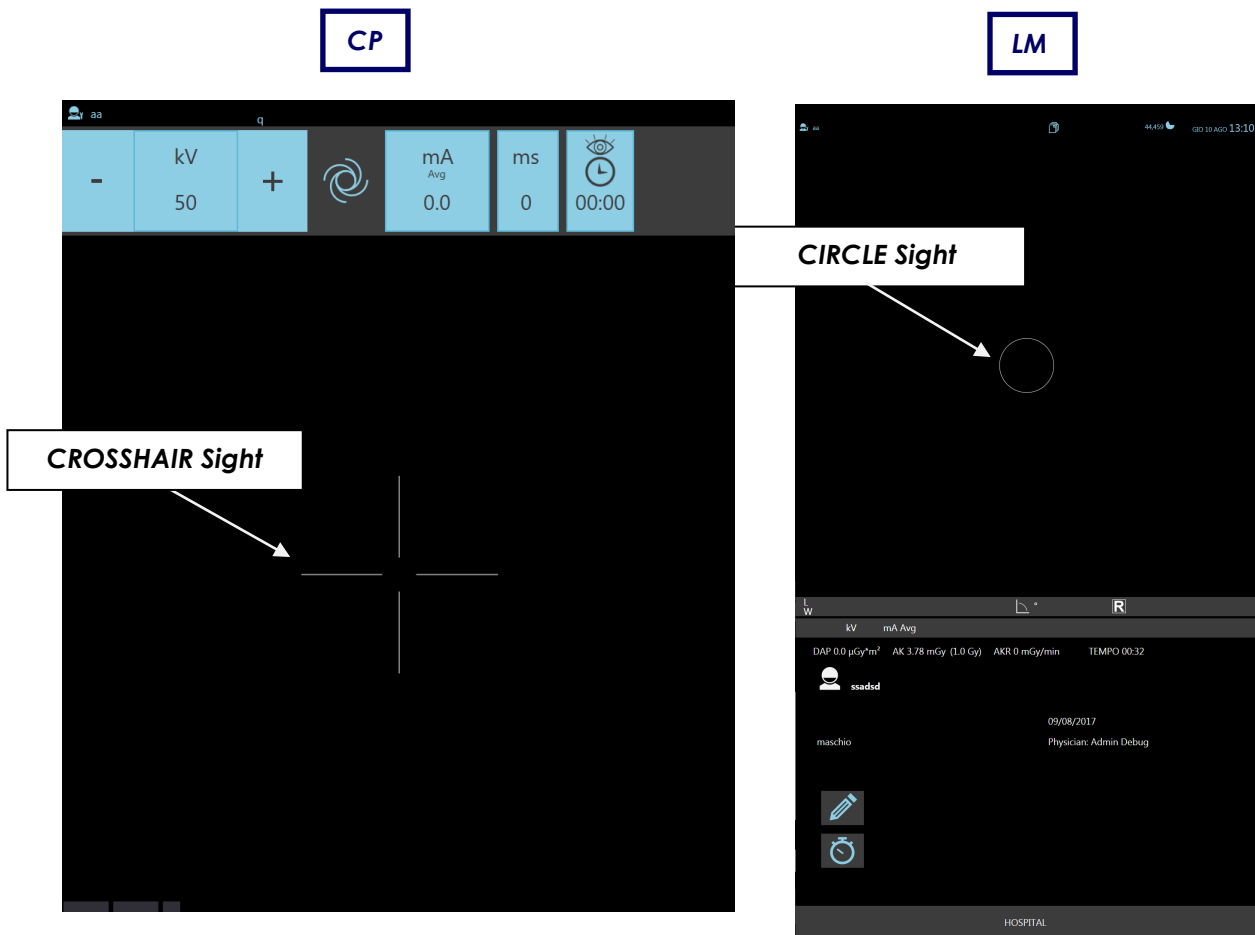 CP
LM
aa
q
-
kV
50
+
mA
Avg
0.0
ms
0
00:00
CROSSHAIR Sight
aa
44,459
GIO 10 AGO 13:10
CIRCLE Sight
L
W
°
R
kV mA Avg
DAP 0.0 µGy*m² AK 3.78 mGy (1.0 Gy) AKR 0 mGy/min TEMPO 00:32
ssadsd
09/08/2017
maschio Physician: Admin Debug
HOSPITAL